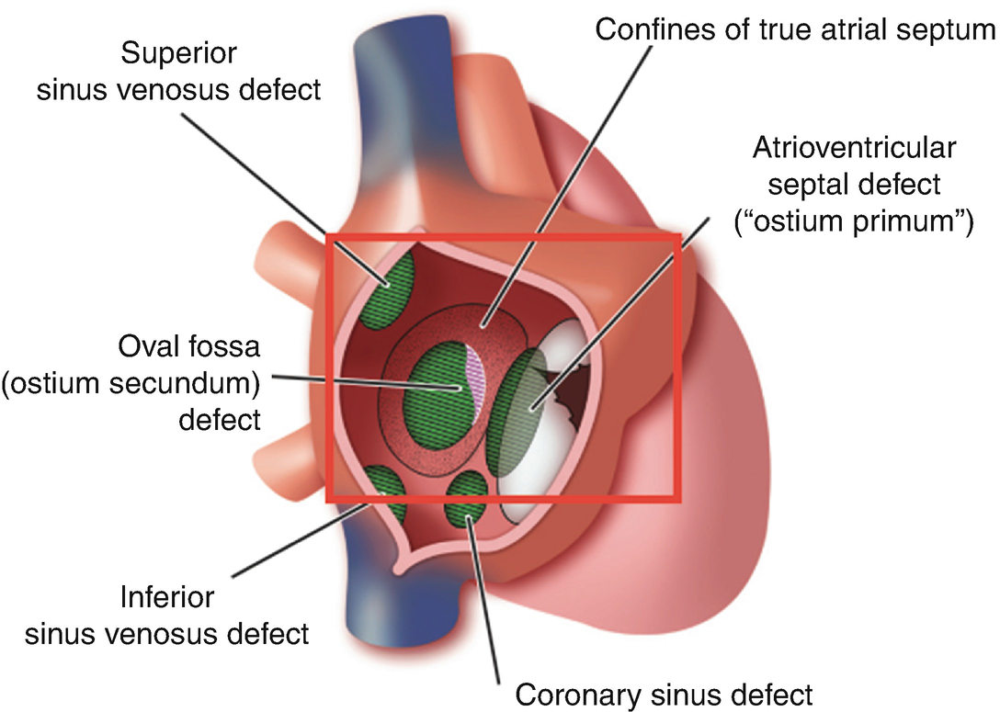 Confines of true atrial septum
Superior
sinus venosus defect
Atrioventricular
septal defect
(“ostium primum”)
Oval fossa
(ostium secundum)
defect
Inferior
sinus venosus defect
Coronary sinus defect